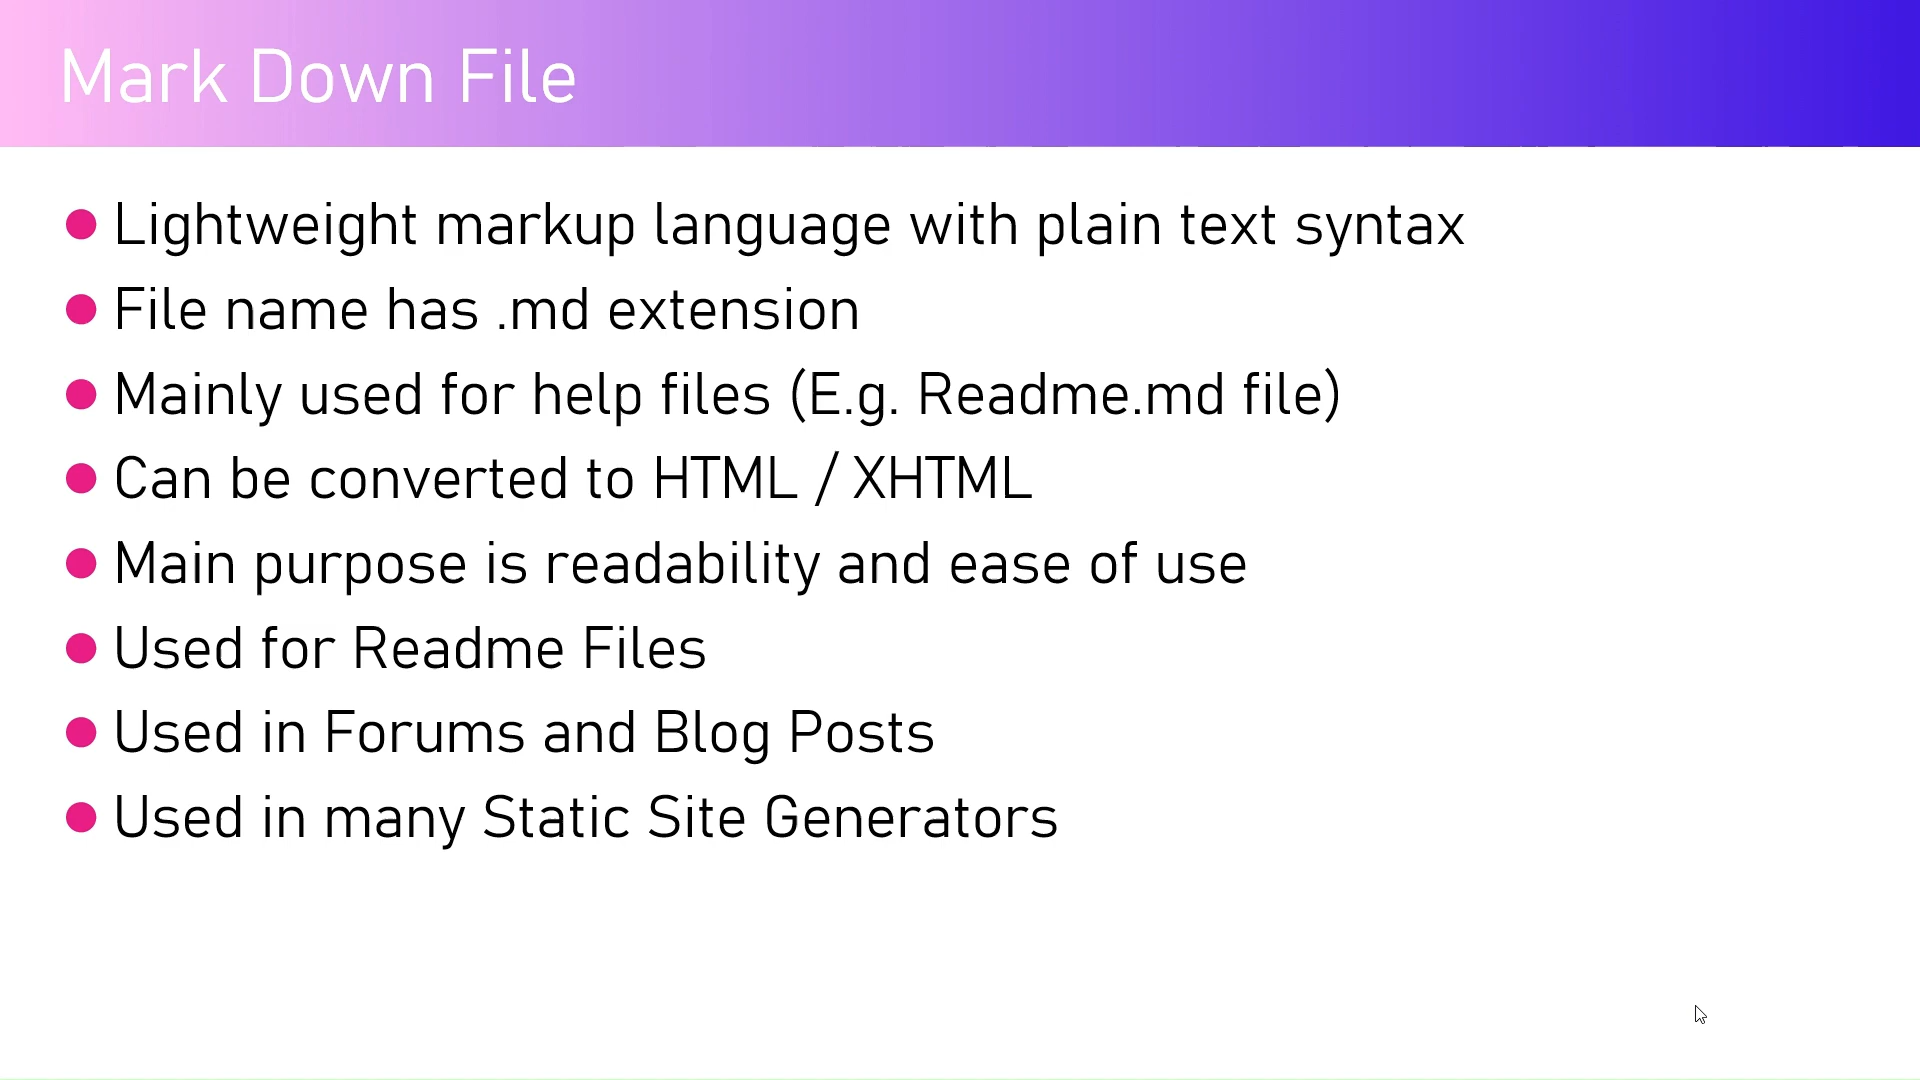 Mark Down File
Lightweight markup language with plain text syntax
File name has .md extension
Mainly used for help files (E.g. Readme.md file)
Can be converted to HTML / XHTML
Main purpose is readability and ease of use
Used for Readme Files
Used in Forums and Blog Posts
Used in many Static Site Generators